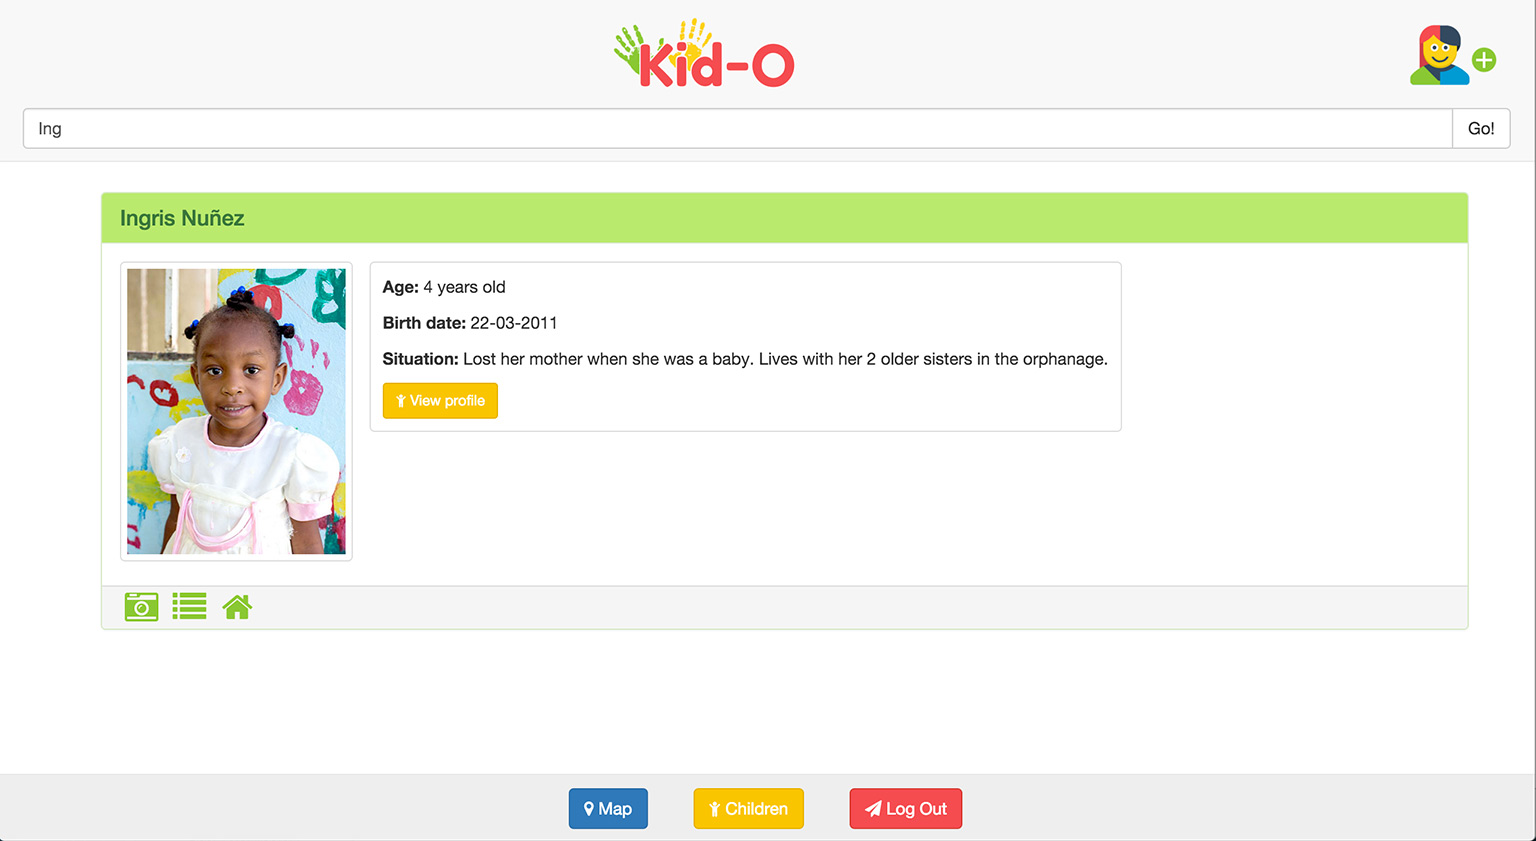 Kid-O
Ing
Go!
Ingris Nuñez
Age: 4 years old
Birth date: 22-03-2011
Situation: Lost her mother when she was a baby. Lives with her 2 older sisters in the orphanage.
View profile
Map
Children
Log Out